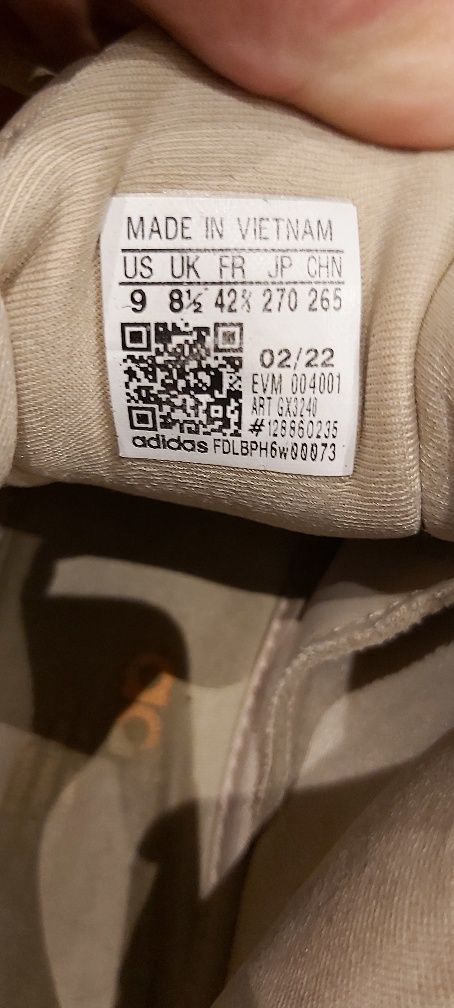 MADE IN VIETNAM
US UK FR JP CHN
9 8½ 42⅔ 270 265
02/22
EVM 004001
ART GX3240
#128860235
adidas FDLBPH6w00073